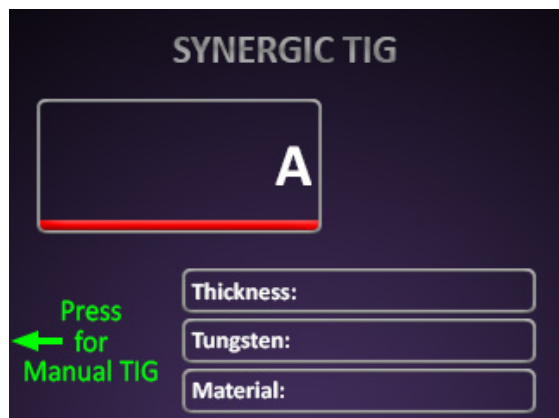 SYNERGIC TIG
A
Thickness:
Press
for
Manual TIG
Tungsten:
Material: